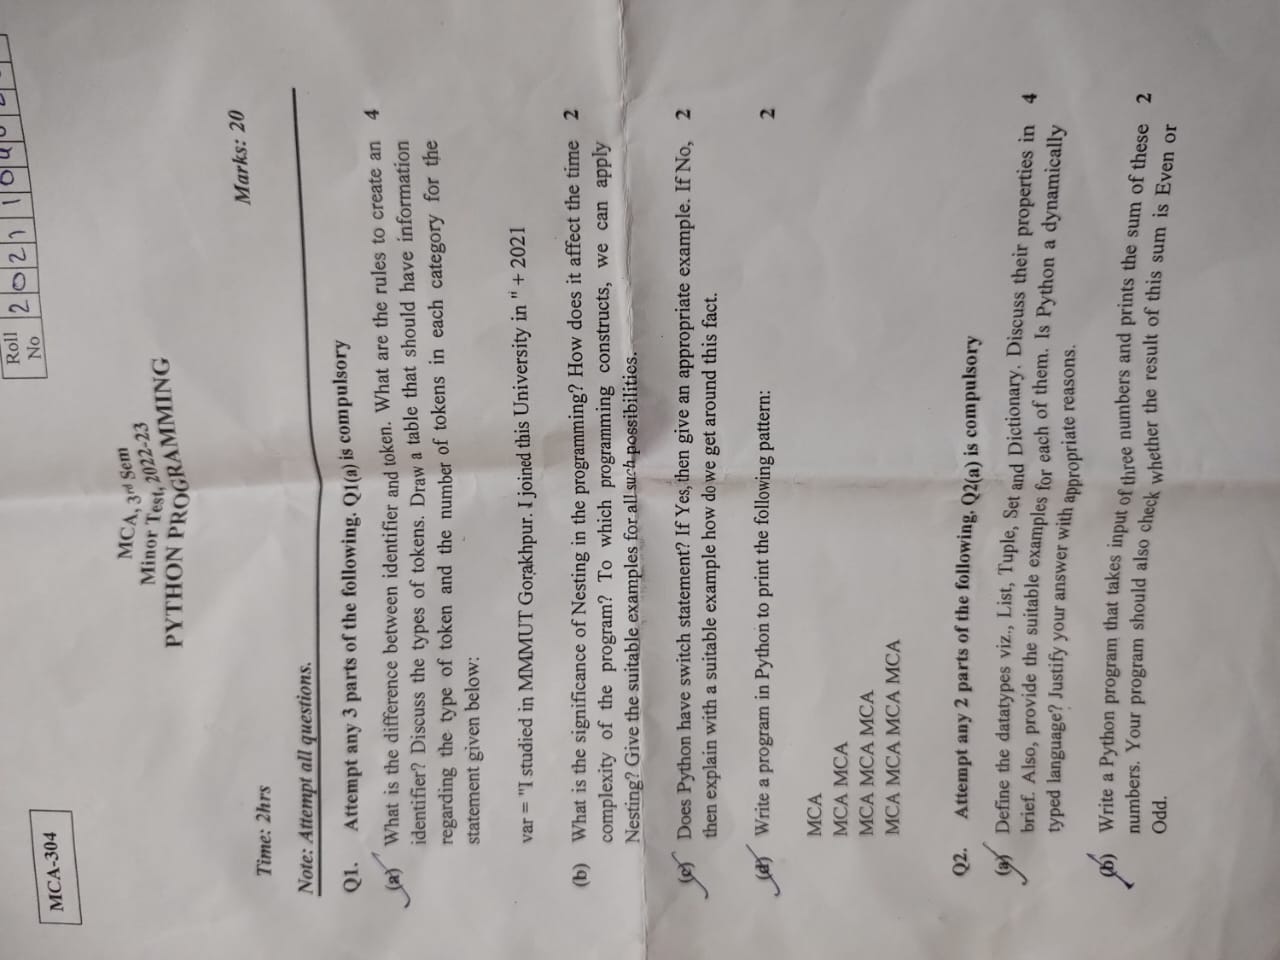 MCA-304
Roll No 2021104
MCA, 3rd Sem
Minor Test, 2022-23
PYTHON PROGRAMMING
Time: 2hrs
Marks: 20
Note: Attempt all questions.
Q1. Attempt any 3 parts of the following. Q1(a) is compulsory
(a) What is the difference between identifier and token. What are the rules to create an 4
identifier? Discuss the types of tokens. Draw a table that should have information
regarding the type of token and the number of tokens in each category for the
statement given below:
var = "I studied in MMMUT Gorakhpur. I joined this University in " + 2021
(b) What is the significance of Nesting in the programming? How does it affect the time 2
complexity of the program? To which programming constructs, we can apply
Nesting? Give the suitable examples for all such possibilities.
(c) Does Python have switch statement? If Yes, then give an appropriate example. If No, 2
then explain with a suitable example how do we get around this fact.
(d) Write a program in Python to print the following pattern: 2
MCA
MCA MCA
MCA MCA MCA
MCA MCA MCA MCA
Q2. Attempt any 2 parts of the following. Q2(a) is compulsory
(a) Define the datatypes viz., List, Tuple, Set and Dictionary. Discuss their properties in 4
brief. Also, provide the suitable examples for each of them. Is Python a dynamically
typed language? Justify your answer with appropriate reasons.
(b) Write a Python program that takes input of three numbers and prints the sum of these 2
numbers. Your program should also check whether the result of this sum is Even or
Odd.